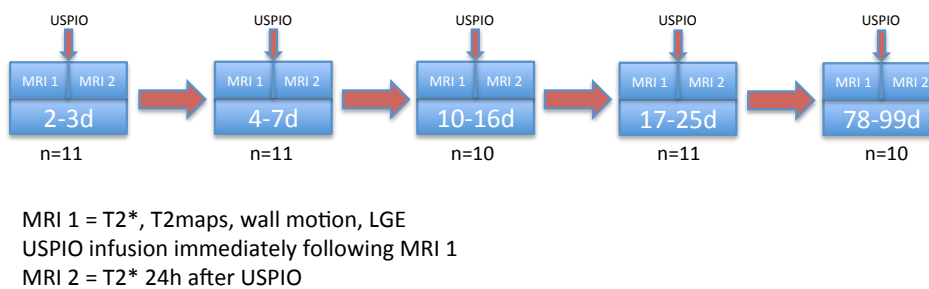 USPIO USPIO USPIO USPIO USPIO
MRI 1 MRI 2 MRI 1 MRI 2 MRI 1 MRI 2 MRI 1 MRI 2 MRI 1 MRI 2
2-3d 4-7d 10-16d 17-25d 78-99d
n=11 n=11 n=10 n=11 n=10
MRI 1 = T2*, T2maps, wall motion, LGE
USPIO infusion immediately following MRI 1
MRI 2 = T2* 24h after USPIO